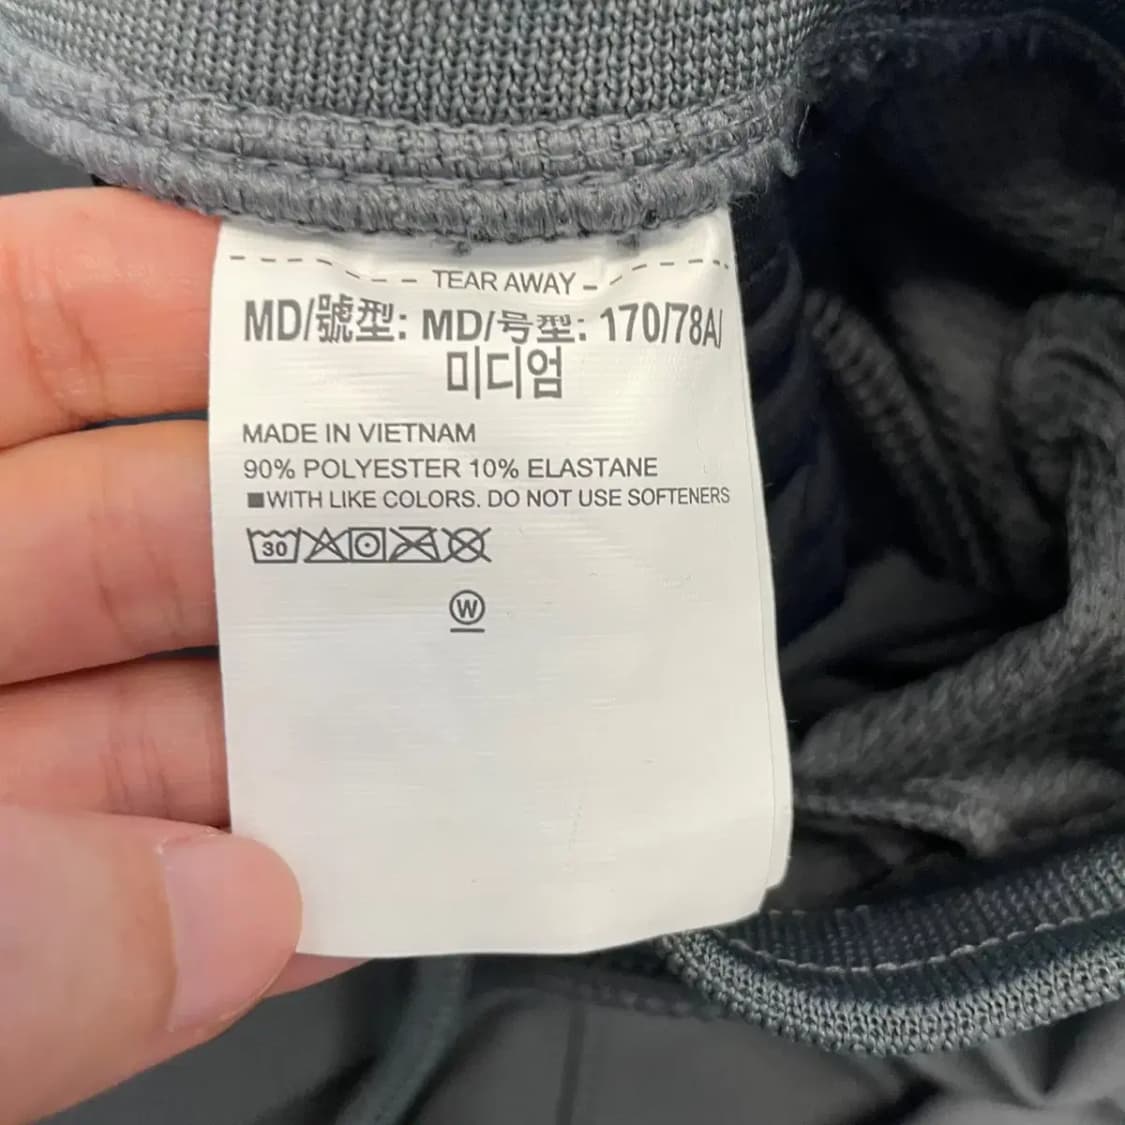 TEAR AWAY
MD/號型: MD/号型: 170/78A/
미디엄
MADE IN VIETNAM
90% POLYESTER 10% ELASTANE
■WITH LIKE COLORS. DO NOT USE SOFTENERS
30
W